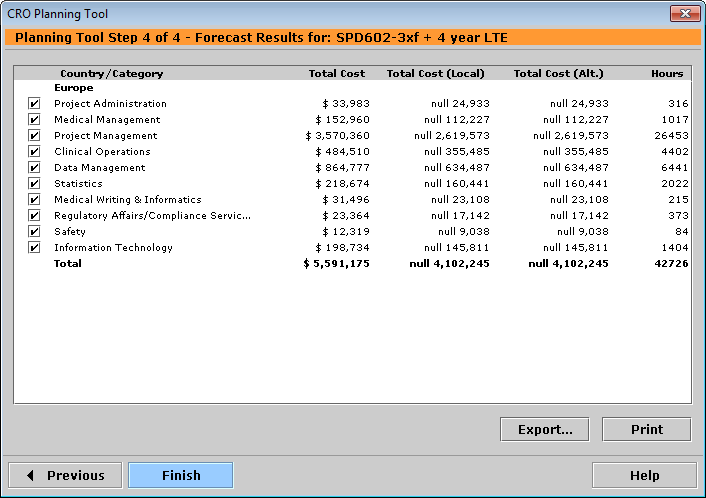 CRO Planning Tool
Planning Tool Step 4 of 4 - Forecast Results for: SPD602-3xf + 4 year LTE
Country/Category Total Cost Total Cost (Local) Total Cost (Alt.) Hours
Europe
Project Administration $ 33,983 null 24,933 null 24,933 316
Medical Management $ 152,960 null 112,227 null 112,227 1017
Project Management $ 3,570,360 null 2,619,573 null 2,619,573 26453
Clinical Operations $ 484,510 null 355,485 null 355,485 4402
Data Management $ 864,777 null 634,487 null 634,487 6441
Statistics $ 218,674 null 160,441 null 160,441 2022
Medical Writing & Informatics $ 31,496 null 23,108 null 23,108 215
Regulatory Affairs/Compliance Servic... $ 23,364 null 17,142 null 17,142 373
Safety $ 12,319 null 9,038 null 9,038 84
Information Technology $ 198,734 null 145,811 null 145,811 1404
Total $ 5,591,175 null 4,102,245 null 4,102,245 42726
Export... Print
Previous Finish Help